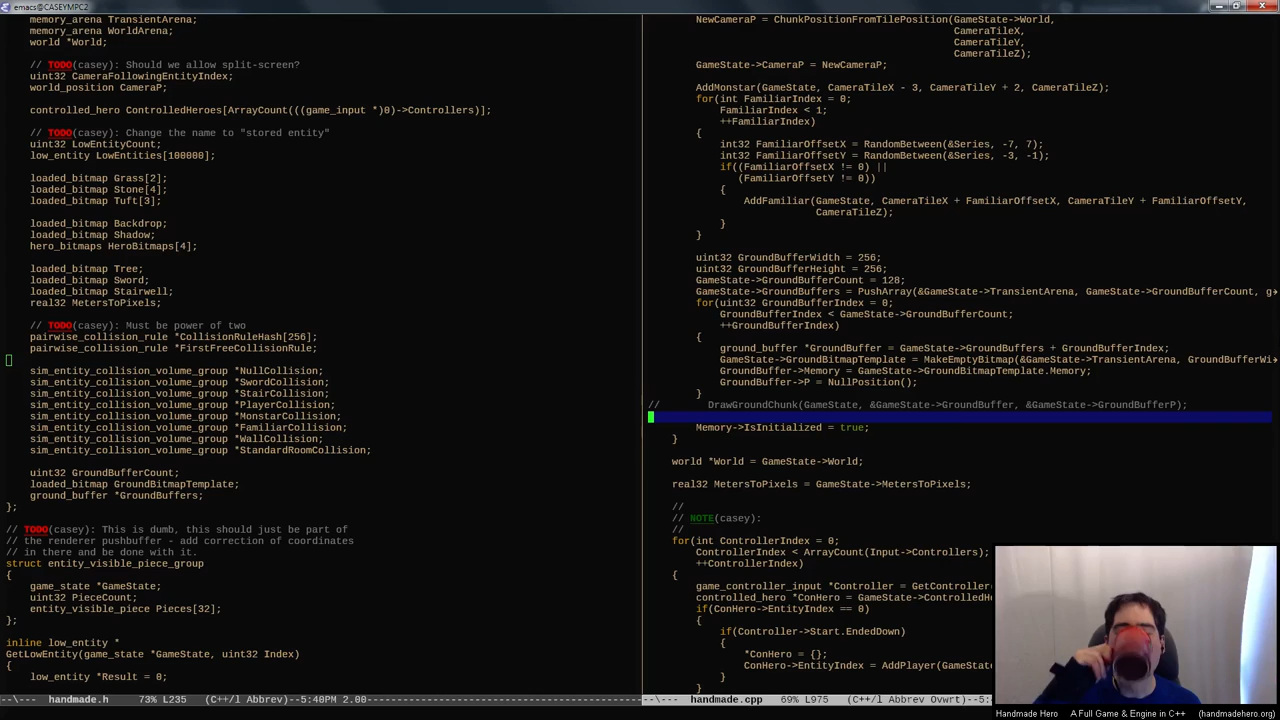 emacs@CASEYMPC2
memory_arena TransientArena;
memory_arena WorldArena;
world *World;
// TODO(casey): Should we allow split-screen?
uint32 CameraFollowingEntityIndex;
world_position CameraP;
controlled_hero ControlledHeroes[ArrayCount(((game_input *)0)->Controllers)];
// TODO(casey): Change the name to "stored entity"
uint32 LowEntityCount;
low_entity LowEntities[100000];
loaded_bitmap Grass[2];
loaded_bitmap Stone[4];
loaded_bitmap Tuft[3];
loaded_bitmap Backdrop;
loaded_bitmap Shadow;
hero_bitmaps HeroBitmaps[4];
loaded_bitmap Tree;
loaded_bitmap Sword;
loaded_bitmap Stairwell;
real32 MetersToPixels;
// TODO(casey): Must be power of two
pairwise_collision_rule *CollisionRuleHash[256];
pairwise_collision_rule *FirstFreeCollisionRule;
sim_entity_collision_volume_group *NullCollision;
sim_entity_collision_volume_group *SwordCollision;
sim_entity_collision_volume_group *StairCollision;
sim_entity_collision_volume_group *PlayerCollision;
sim_entity_collision_volume_group *MonstarCollision;
sim_entity_collision_volume_group *FamiliarCollision;
sim_entity_collision_volume_group *WallCollision;
sim_entity_collision_volume_group *StandardRoomCollision;
uint32 GroundBufferCount;
loaded_bitmap GroundBitmapTemplate;
ground_buffer *GroundBuffers;
};
// TODO(casey): This is dumb, this should just be part of
// the renderer pushbuffer - add correction of coordinates
// in there and be done with it.
struct entity_visible_piece_group
{
game_state *GameState;
uint32 PieceCount;
entity_visible_piece Pieces[32];
};
inline low_entity *
GetLowEntity(game_state *GameState, uint32 Index)
{
low_entity *Result = 0;
--\--- handmade.h 73% L235 (C++/l Abbrev)--5:40PM 2.00
NewCameraP = ChunkPositionFromTilePosition(GameState->World,
CameraTileX,
CameraTileY,
CameraTileZ);
GameState->CameraP = NewCameraP;
AddMonstar(GameState, CameraTileX - 3, CameraTileY + 2, CameraTileZ);
for(int FamiliarIndex = 0;
FamiliarIndex < 1;
++FamiliarIndex)
{
int32 FamiliarOffsetX = RandomBetween(&Series, -7, 7);
int32 FamiliarOffsetY = RandomBetween(&Series, -3, -1);
if((FamiliarOffsetX != 0) ||
(FamiliarOffsetY != 0))
{
AddFamiliar(GameState, CameraTileX + FamiliarOffsetX, CameraTileY + FamiliarOffsetY,
CameraTileZ);
}
}
uint32 GroundBufferWidth = 256;
uint32 GroundBufferHeight = 256;
GameState->GroundBufferCount = 128;
GameState->GroundBuffers = PushArray(&GameState->TransientArena, GameState->GroundBufferCount, g
for(uint32 GroundBufferIndex = 0;
GroundBufferIndex < GameState->GroundBufferCount;
++GroundBufferIndex)
{
ground_buffer *GroundBuffer = GameState->GroundBuffers + GroundBufferIndex;
GameState->GroundBitmapTemplate = MakeEmptyBitmap(&GameState->TransientArena, GroundBufferWi
GroundBuffer->Memory = GameState->GroundBitmapTemplate.Memory;
GroundBuffer->P = NullPosition();
}
// DrawGroundChunk(GameState, &GameState->GroundBuffer, &GameState->GroundBufferP);
Memory->IsInitialized = true;
}
world *World = GameState->World;
real32 MetersToPixels = GameState->MetersToPixels;
//
// NOTE(casey):
//
for(int ControllerIndex = 0;
ControllerIndex < ArrayCount(Input->Controllers);
++ControllerIndex)
{
game_controller_input *Controller = GetController(
controlled_hero *ConHero = GameState->ControlledH
if(ConHero->EntityIndex == 0)
{
if(Controller->Start.EndedDown)
{
*ConHero = {};
ConHero->EntityIndex = AddPlayer(GameStat
}
--\--- handmade.cpp 69% L975 (C++/l Abbrev Ovwrt)--5:
Handmade Hero A Full Game & Engine in C++ (handmadehero.org)